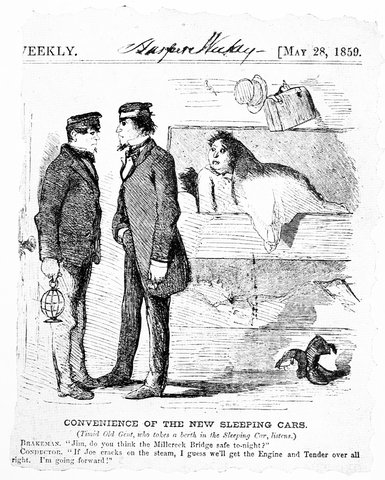 WEEKLY. Harpers Weekly— [MAY 28, 1859.
CONVENIENCE OF THE NEW SLEEPING CARS.
(Timid Old Gent, who takes a berth in the Sleeping Car, listens.)
BRAKEMAN. "Jim, do you think the Millcreek Bridge safe to-night?"
CONDUCTOR. "If Joe cracks on the steam, I guess we'll get the Engine and Tender over all
right. I'm going forward!"